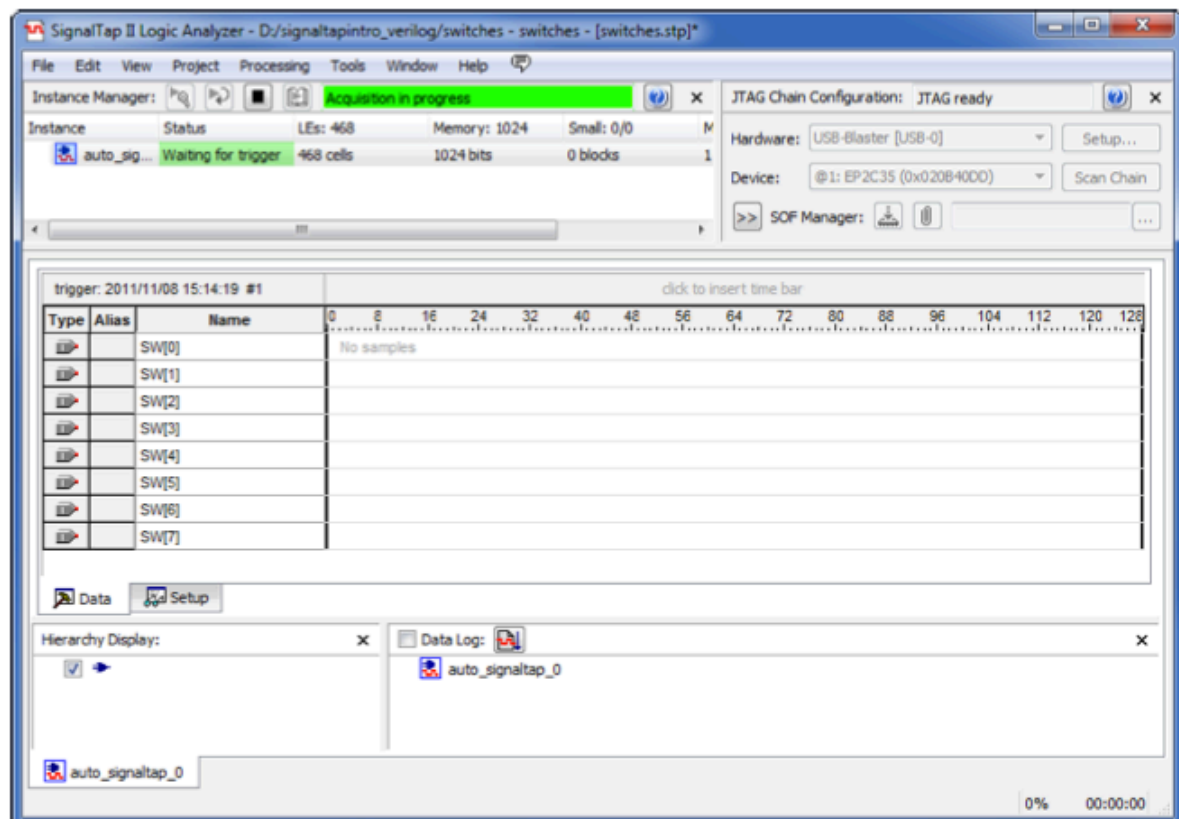 SignalTap II Logic Analyzer - D:/signaltapintro_verilog/switches - switches - [switches.stp]*
File Edit View Project Processing Tools Window Help
Instance Manager: Acquisition in progress
Instance Status LEs: 468 Memory: 1024 Small: 0/0 M
auto_sig... Waiting for trigger 468 cells 1024 bits 0 blocks 1
JTAG Chain Configuration: JTAG ready
Hardware: USB-Blaster [USB-0] Setup...
Device: @1: EP2C35 (0x020B40DD) Scan Chain
>> SOF Manager: ...
trigger: 2011/11/08 15:14:19 #1 click to insert time bar
Type Alias Name 0 8 16 24 32 40 48 56 64 72 80 88 96 104 112 120 128
SW[0] No samples
SW[1]
SW[2]
SW[3]
SW[4]
SW[5]
SW[6]
SW[7]
Data Setup
Hierarchy Display:
Data Log:
auto_signaltap_0
auto_signaltap_0
0% 00:00:00